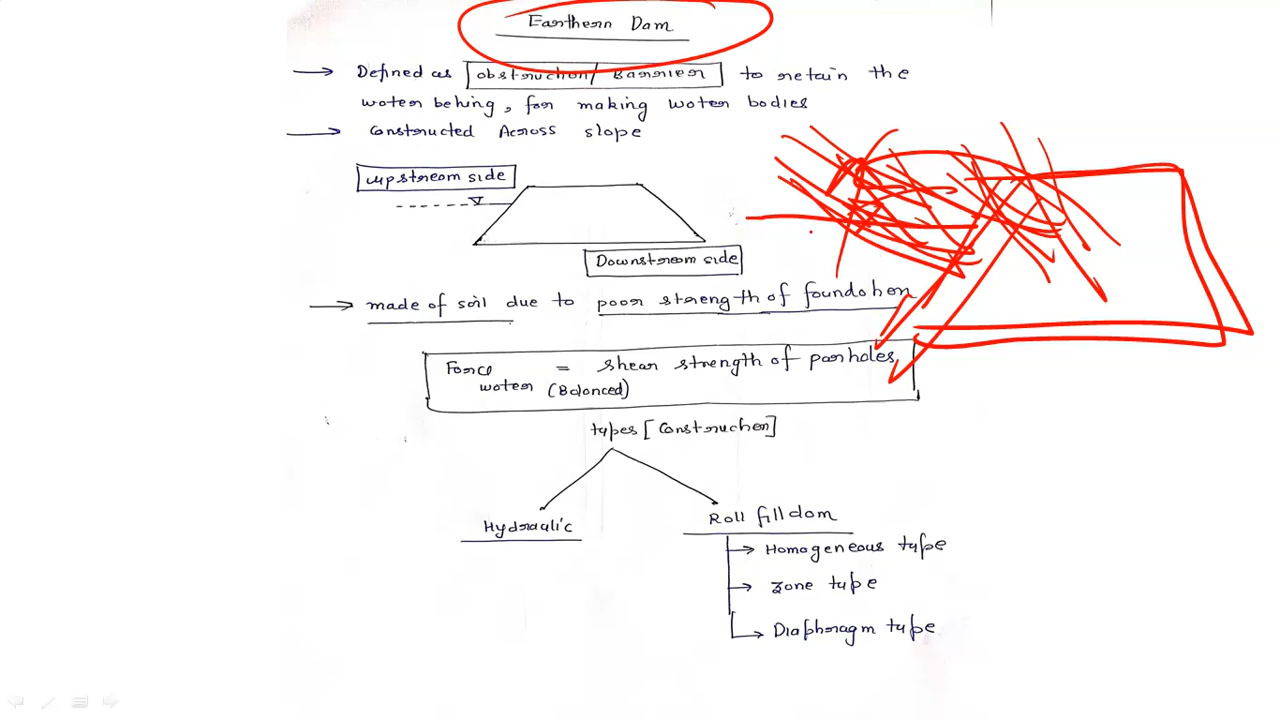 Earthern Dam
→ Defined as obstruction/ Barrier to retain the
water behing, for making water bodies
→ Constructed Across slope
upstream side
Downstream side
→ made of soil due to poor strength of foundation
Force = shear strength of particles
water (Balanced)
types [Construction]
Hydraulic
Roll fill dam
→ Homogeneous type
→ Zone type
→ Diaphragm type